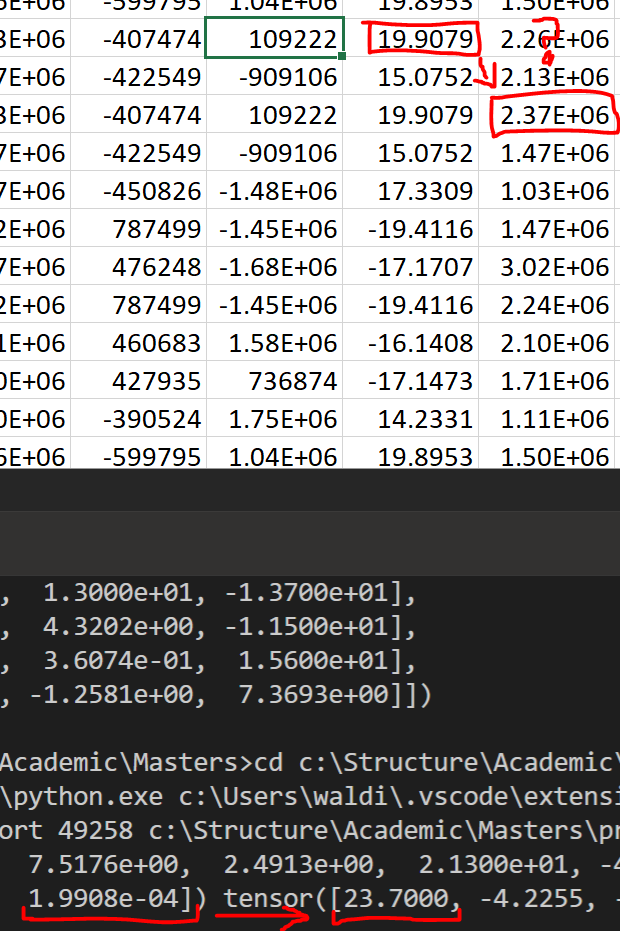 6E+06 -599795 1.04E+06 19.8953 1.50E+06
3E+06 -407474 109222 19.9079 2.26E+06 ?
7E+06 -422549 -909106 15.0752 2.13E+06
3E+06 -407474 109222 19.9079 2.37E+06
7E+06 -422549 -909106 15.0752 1.47E+06
7E+06 -450826 -1.48E+06 17.3309 1.03E+06
2E+06 787499 -1.45E+06 -19.4116 1.47E+06
7E+06 476248 -1.68E+06 -17.1707 3.02E+06
2E+06 787499 -1.45E+06 -19.4116 2.24E+06
1E+06 460683 1.58E+06 -16.1408 2.10E+06
0E+06 427935 736874 -17.1473 1.71E+06
0E+06 -390524 1.75E+06 14.2331 1.11E+06
6E+06 -599795 1.04E+06 19.8953 1.50E+06
, 1.3000e+01, -1.3700e+01],
, 4.3202e+00, -1.1500e+01],
, 3.6074e-01, 1.5600e+01],
, -1.2581e+00, 7.3693e+00]])
Academic\Masters>cd c:\Structure\Academic\
\python.exe c:\Users\waldi\.vscode\extensi
ort 49258 c:\Structure\Academic\Masters\pr
7.5176e+00, 2.4913e+00, 2.1300e+01, -4
1.9908e-04]) tensor([23.7000, -4.2255, -